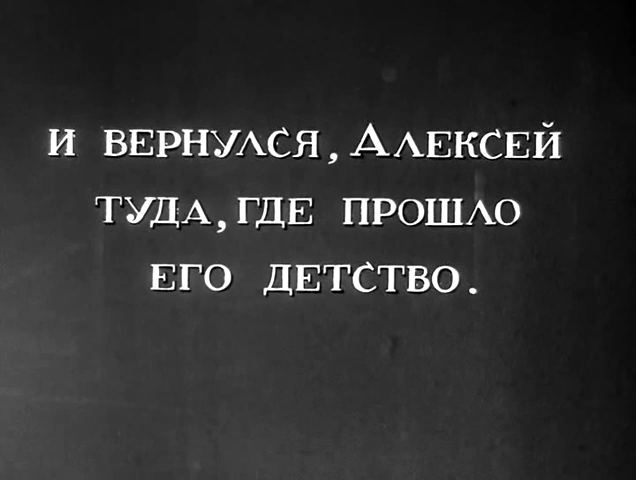 И ВЕРНУЛСЯ, АЛЕКСЕЙ
ТУДА, ГДЕ ПРОШЛО
ЕГО ДЕТСТВО.